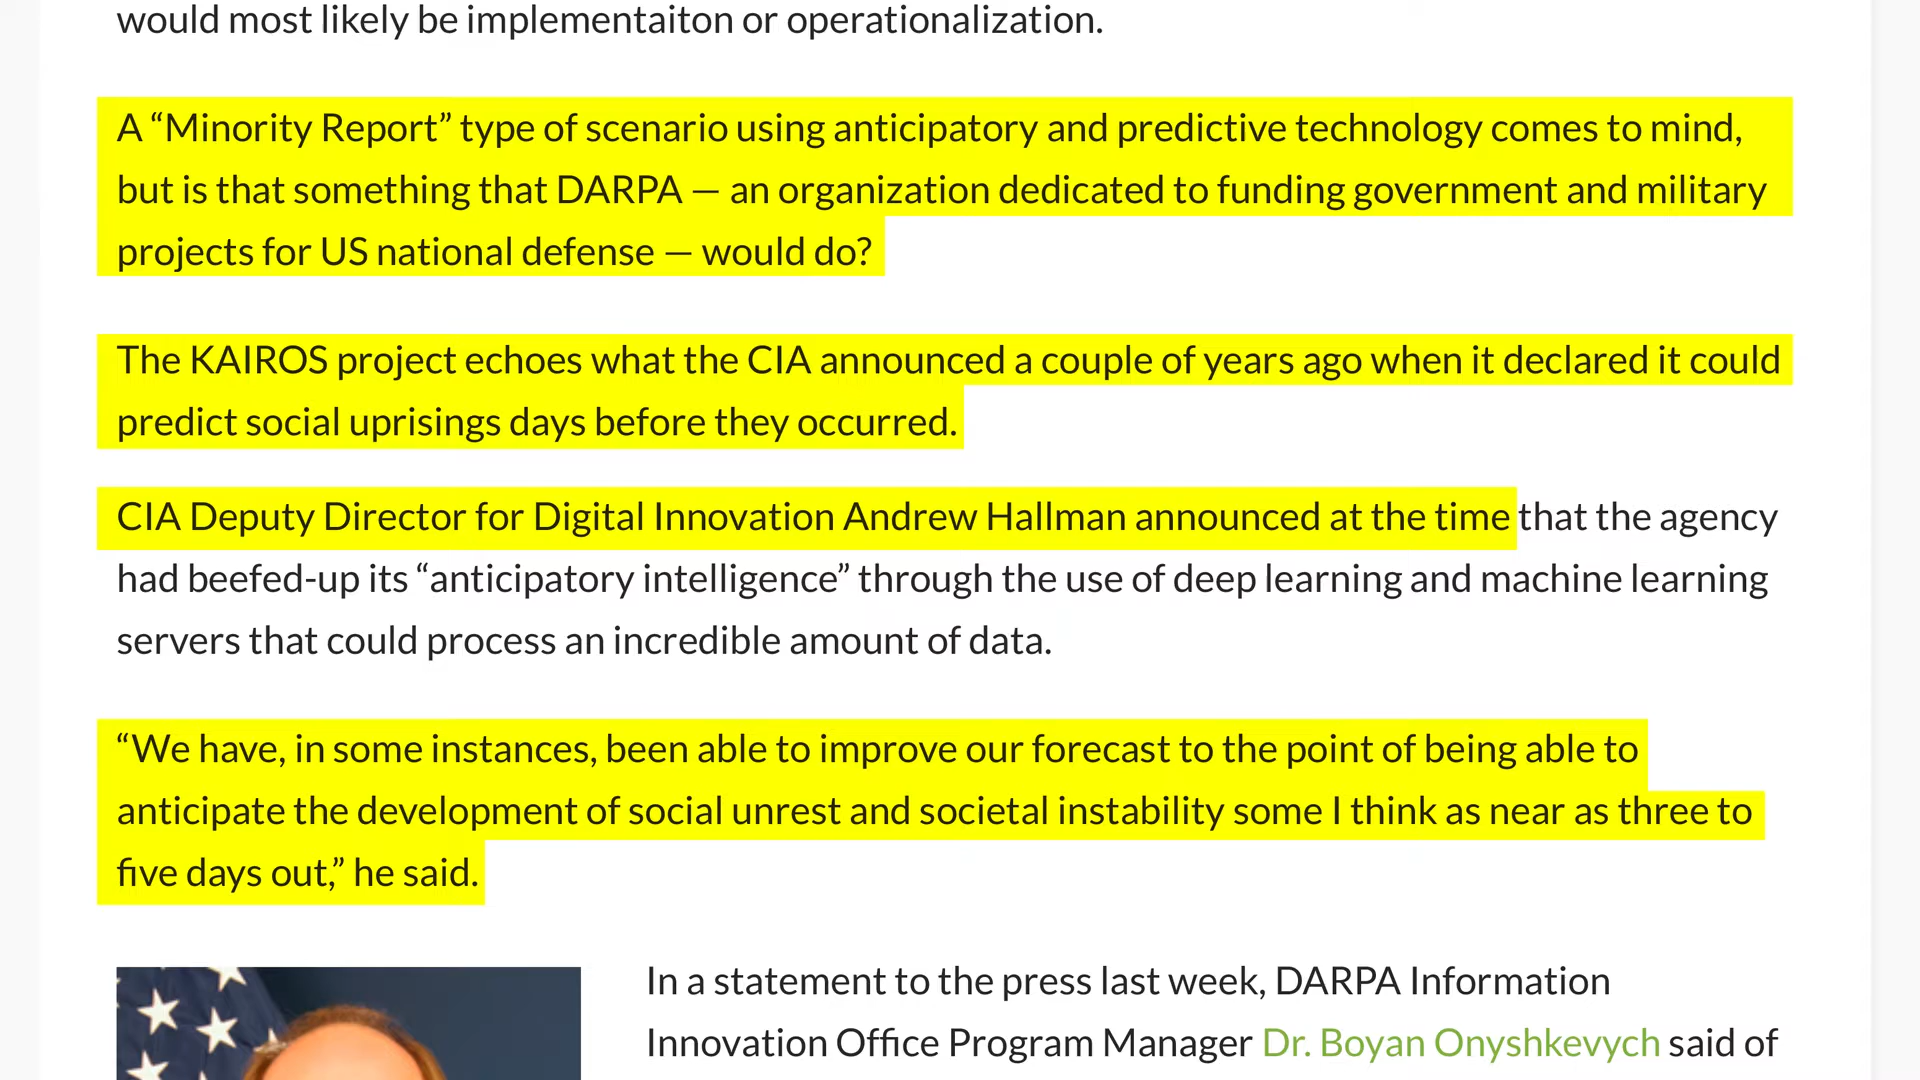 would most likely be implementaiton or operationalization.
A “Minority Report” type of scenario using anticipatory and predictive technology comes to mind,
but is that something that DARPA — an organization dedicated to funding government and military
projects for US national defense — would do?
The KAIROS project echoes what the CIA announced a couple of years ago when it declared it could
predict social uprisings days before they occurred.
CIA Deputy Director for Digital Innovation Andrew Hallman announced at the time that the agency
had beefed-up its “anticipatory intelligence” through the use of deep learning and machine learning
servers that could process an incredible amount of data.
“We have, in some instances, been able to improve our forecast to the point of being able to
anticipate the development of social unrest and societal instability some I think as near as three to
five days out,” he said.
In a statement to the press last week, DARPA Information
Innovation Office Program Manager Dr. Boyan Onyshkevych said of